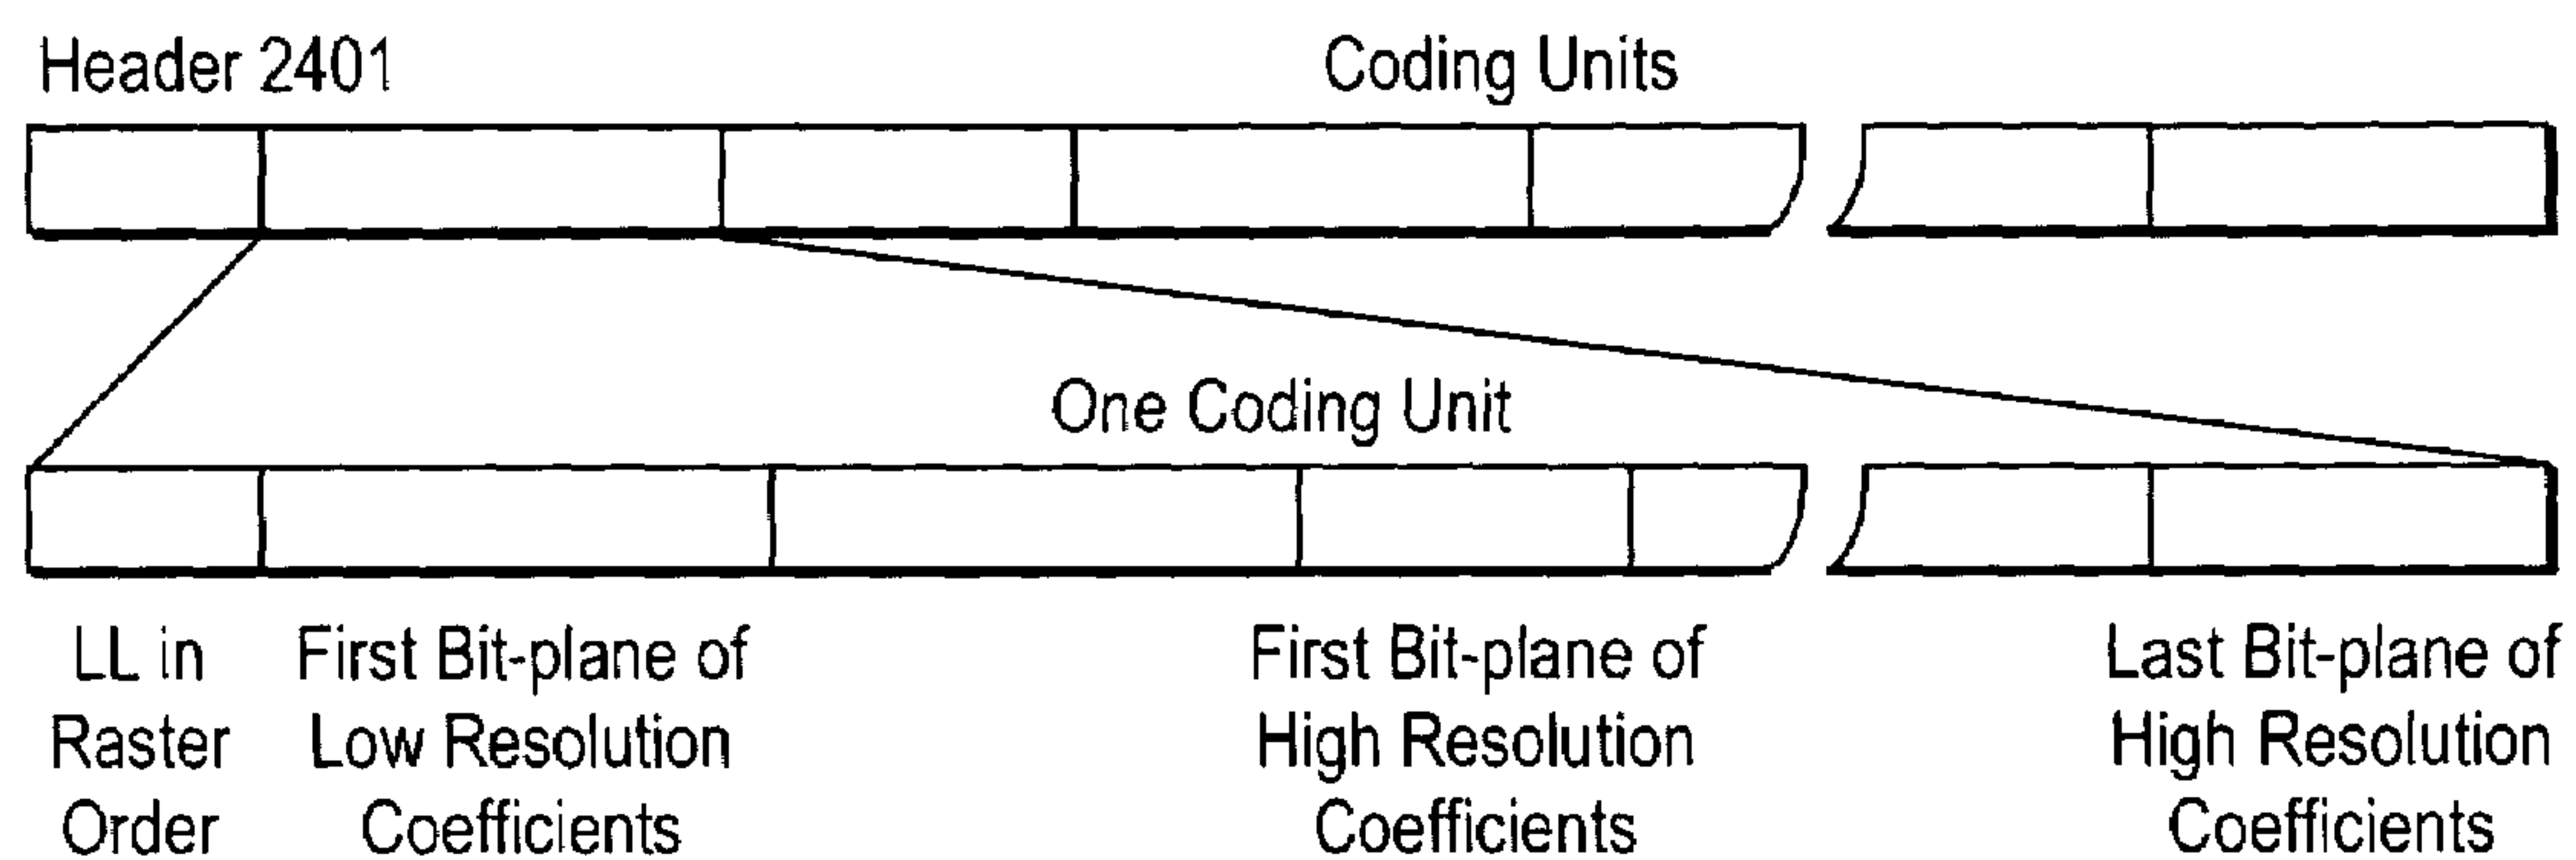 Header 2401
Coding Units
One Coding Unit
LL in
Raster
Order
First Bit-plane of
Low Resolution
Coefficients
First Bit-plane of
High Resolution
Coefficients
Last Bit-plane of
High Resolution
Coefficients